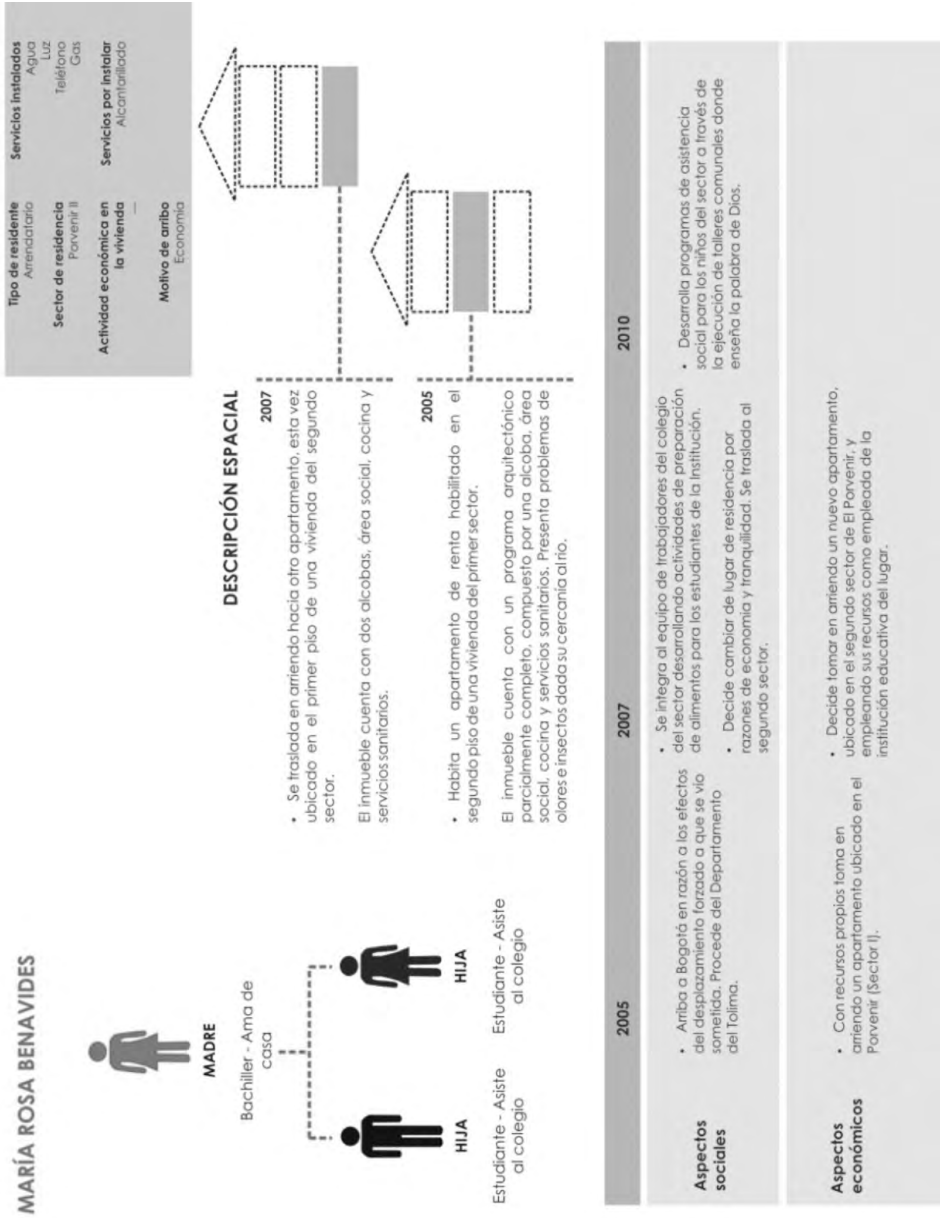 MARÍA ROSA BENAVIDES
MADRE
Bachiller - Ama de
casa
HIJA
Estudiante - Asiste
al colegio
HIJA
Estudiante - Asiste
al colegio
Tipo de residente
Arrendatario
Sector de residencia
Porvenir II
Actividad económica en
la vivienda
—
Motivo de arribo
Economía
Servicios instalados
Agua
Luz
Teléfono
Gas
Servicios por instalar
Alcantarillado
DESCRIPCIÓN ESPACIAL
2007
• Se traslada en arriendo hacia otro apartamento, esta vez
ubicado en el primer piso de una vivienda del segundo
sector.
El inmueble cuenta con dos alcobas, área social, cocina y
servicios sanitarios.
2005
• Habita un apartamento de renta habilitado en el
segundo piso de una vivienda del primer sector.
El inmueble cuenta con un programa arquitectónico
parcialmente completo, compuesto por una alcoba, área
social, cocina y servicios sanitarios. Presenta problemas de
olores e insectos dada su cercanía al río.
2005
2007
2010
Aspectos
sociales
• Arriba a Bogotá en razón a los efectos
del desplazamiento forzado a que se vio
sometida. Procede del Departamento
del Tolima.
• Se integra al equipo de trabajadores del colegio
del sector desarrollando actividades de preparación
de alimentos para los estudiantes de la Institución.
• Decide cambiar de lugar de residencia por
razones de economía y tranquilidad. Se traslada al
segundo sector.
• Desarrolla programas de asistencia
social para los niños del sector a través de
la ejecución de talleres comunales donde
enseña la palabra de Dios.
Aspectos
económicos
• Con recursos propios toma en
arriendo un apartamento ubicado en el
Porvenir (Sector I).
• Decide tomar en arriendo un nuevo apartamento,
ubicado en el segundo sector de El Porvenir, y
empleando sus recursos como empleada de la
institución educativa del lugar.